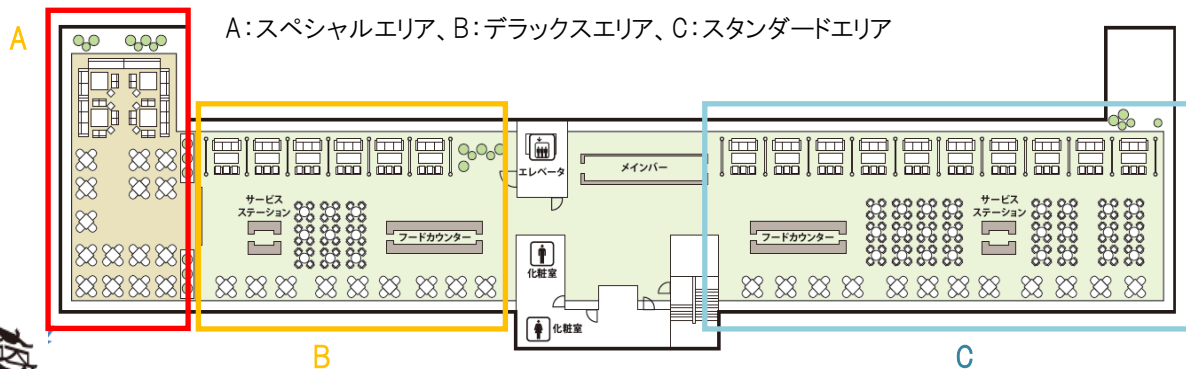 A：スペシャルエリア、B：デラックスエリア、C：スタンダードエリア
A
エレベータ
メインバー
サービス
ステーション
フードカウンター
サービス
ステーション
フードカウンター
化粧室
化粧室
B
C